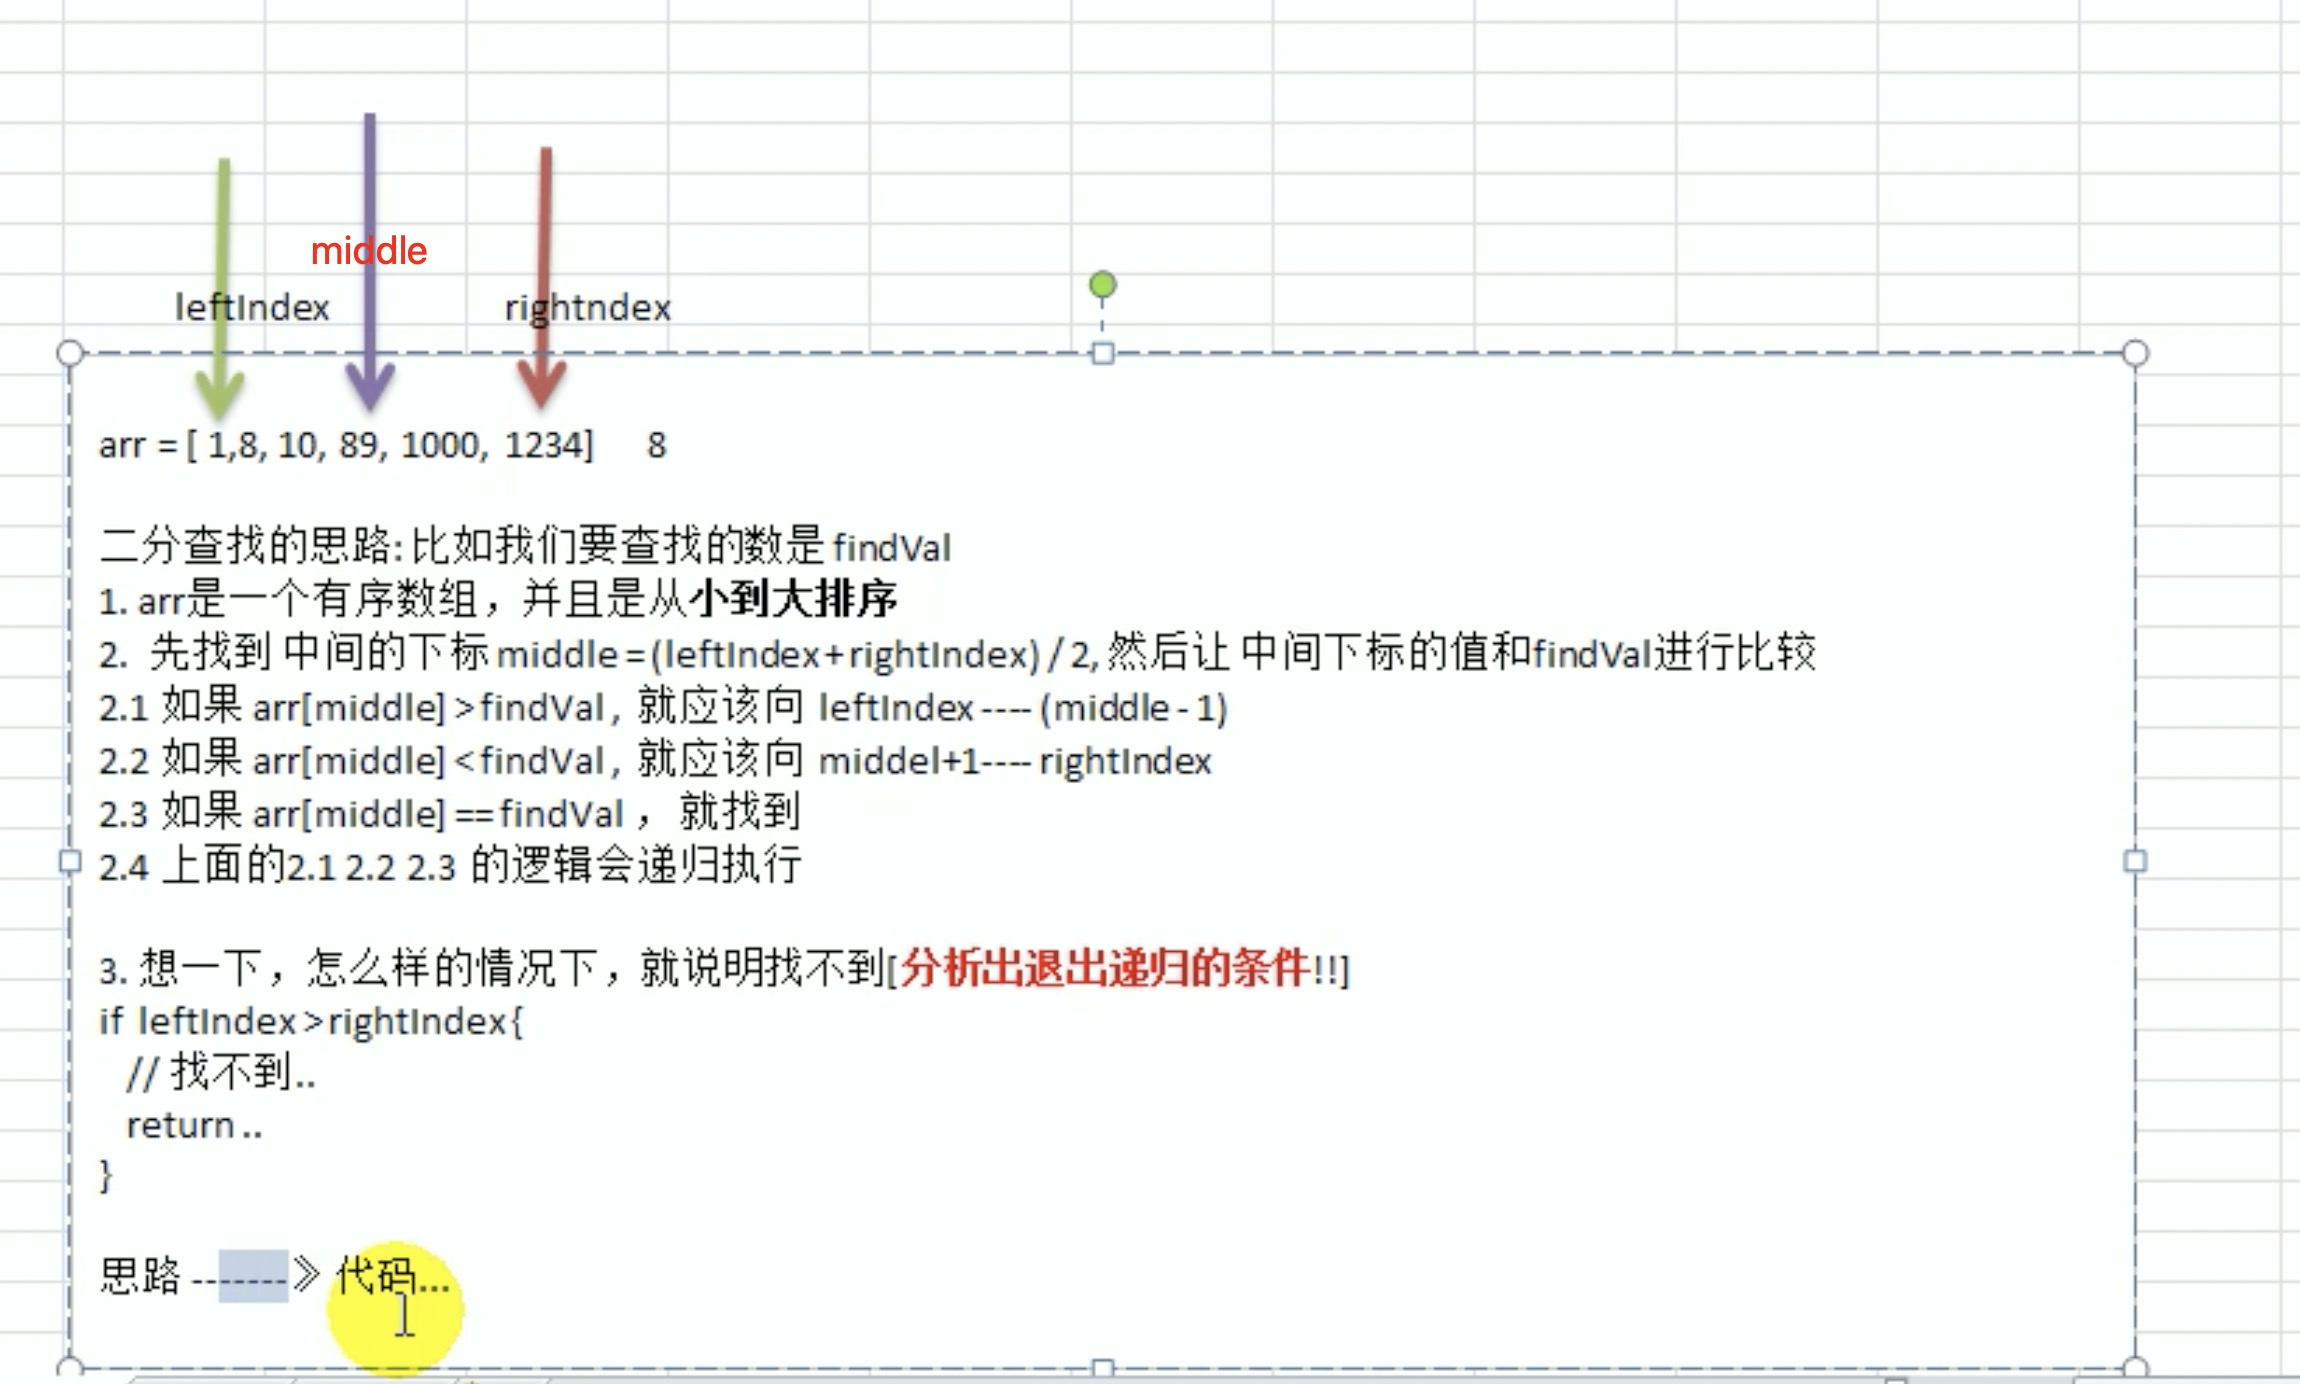 middle
leftIndex
rightndex
arr = [ 1,8, 10, 89, 1000, 1234]     8
二分查找的思路: 比如我们要查找的数是 findVal
1. arr是一个有序数组，并且是从小到大排序
2.  先找到 中间的下标 middle = (leftIndex + rightIndex) / 2, 然后让 中间下标的值和findVal进行比较
2.1 如果 arr[middle] > findVal ,  就应该向  leftIndex ---- (middle - 1)
2.2 如果 arr[middle] < findVal ,  就应该向  middel+1---- rightIndex
2.3 如果 arr[middle] == findVal ， 就找到
2.4 上面的2.1 2.2 2.3  的逻辑会递归执行
3. 想一下，怎么样的情况下，就说明找不到[分析出退出递归的条件!!]
if  leftIndex > rightIndex {
// 找不到..
return ..
}
思路 -------》 代码...